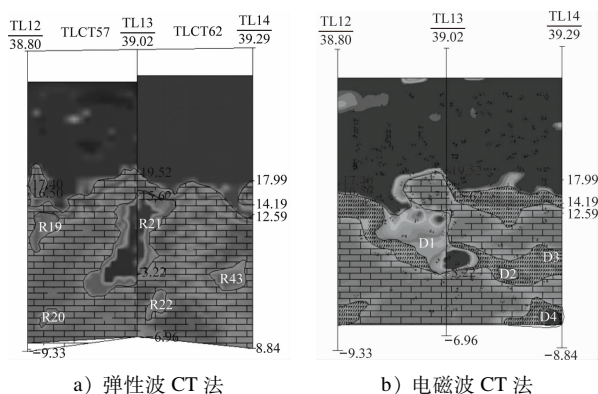 TL12
38.80
TLCT57
TL13
39.02
TLCT62
TL14
39.29
19.52
17.99
15.62
14.19
12.59
R19
R21
R43
3.22
R22
R20
-6.96
-9.33
8.84
a) 弹性波 CT 法
TL12
38.80
TL13
39.02
TL14
39.29
17.99
14.19
12.59
D1
D3
D2
D4
-6.96
-9.33
-8.84
b) 电磁波 CT 法